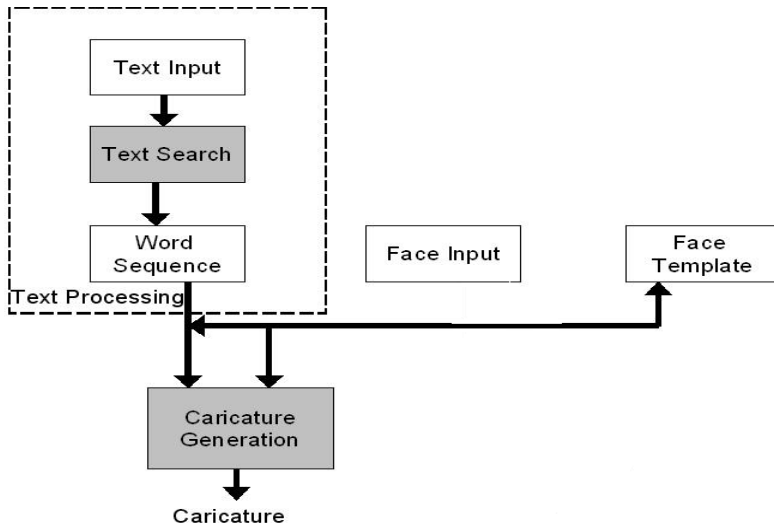 Text Input
Text Search
Word
Sequence
Face Input
Face
Template
Text Processing
Caricature
Generation
Caricature